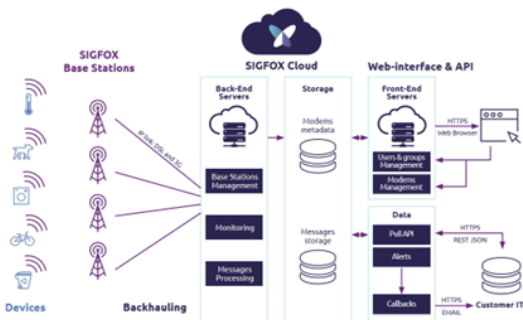 SIGFOX
Base Stations
SIGFOX Cloud
Web-interface & API
Back-End
Servers
Storage
Front-End
Servers
IP link: DSL and 3G
Modems
metadata
HTTPS
Web Browser
Users & groups
Management
Modems
Management
Base Stations
Management
Monitoring
Messages
Processing
Messages
storage
Data
Pull API
Alerts
Callbacks
HTTPS
REST JSON
HTTPS
EMAIL
Customer IT
Devices
Backhauling